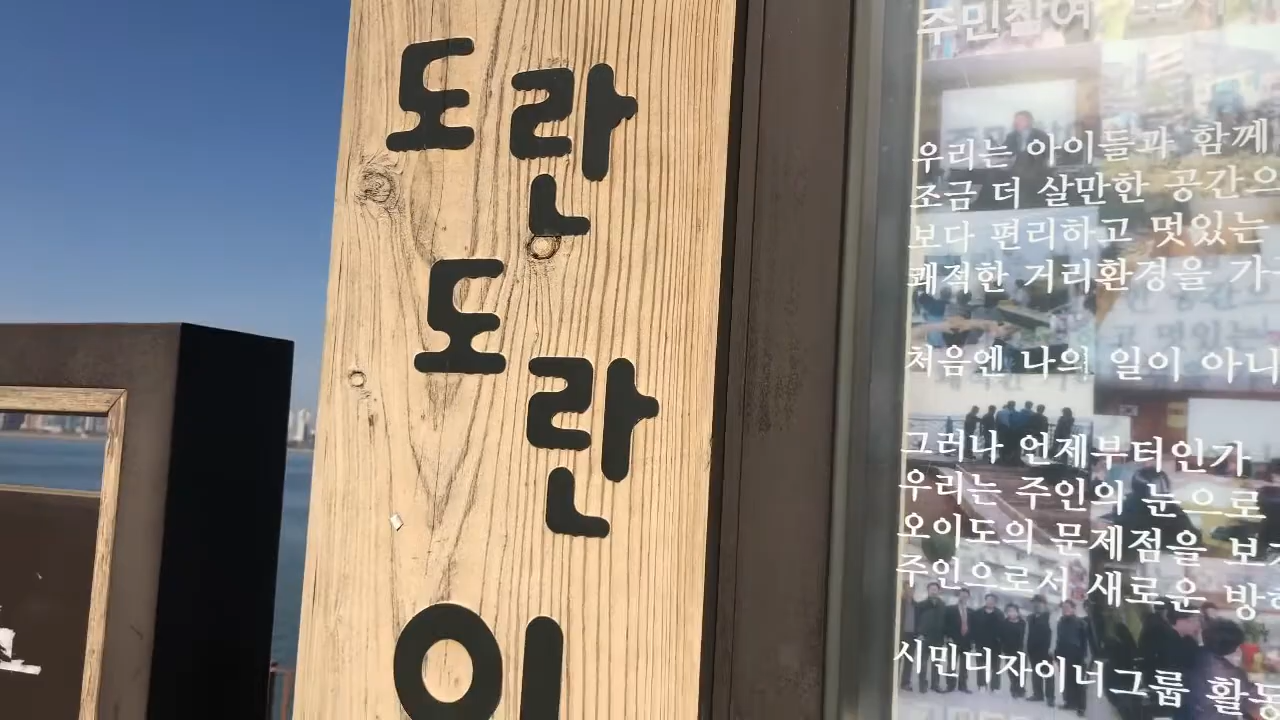 도란
도란
이
주민참여
우리는 아이들과 함께
조금 더 살만한 공간으
보다 편리하고 멋있는
쾌적한 거리환경을 가
처음엔 나의 일이 아니
그러나 언제부터인가
우리는 주인의 눈으로
오이도의 문제점을 보
주인으로서 새로운 방
시민디자이너그룹 활동